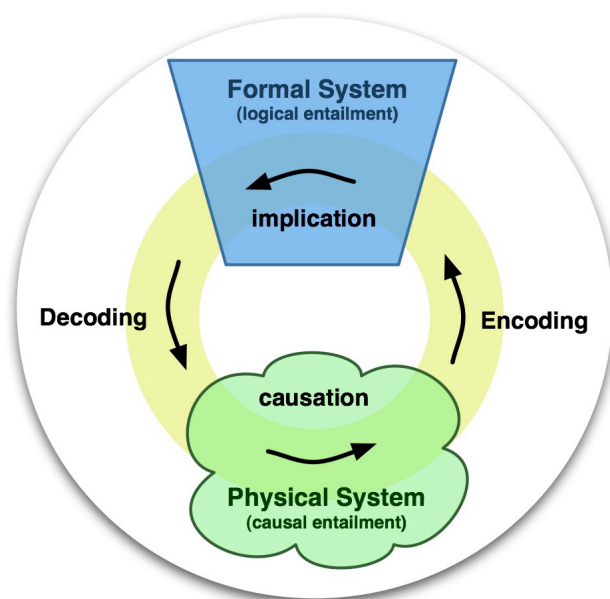 Formal System
(logical entailment)
implication
Decoding
Encoding
causation
Physical System
(causal entailment)